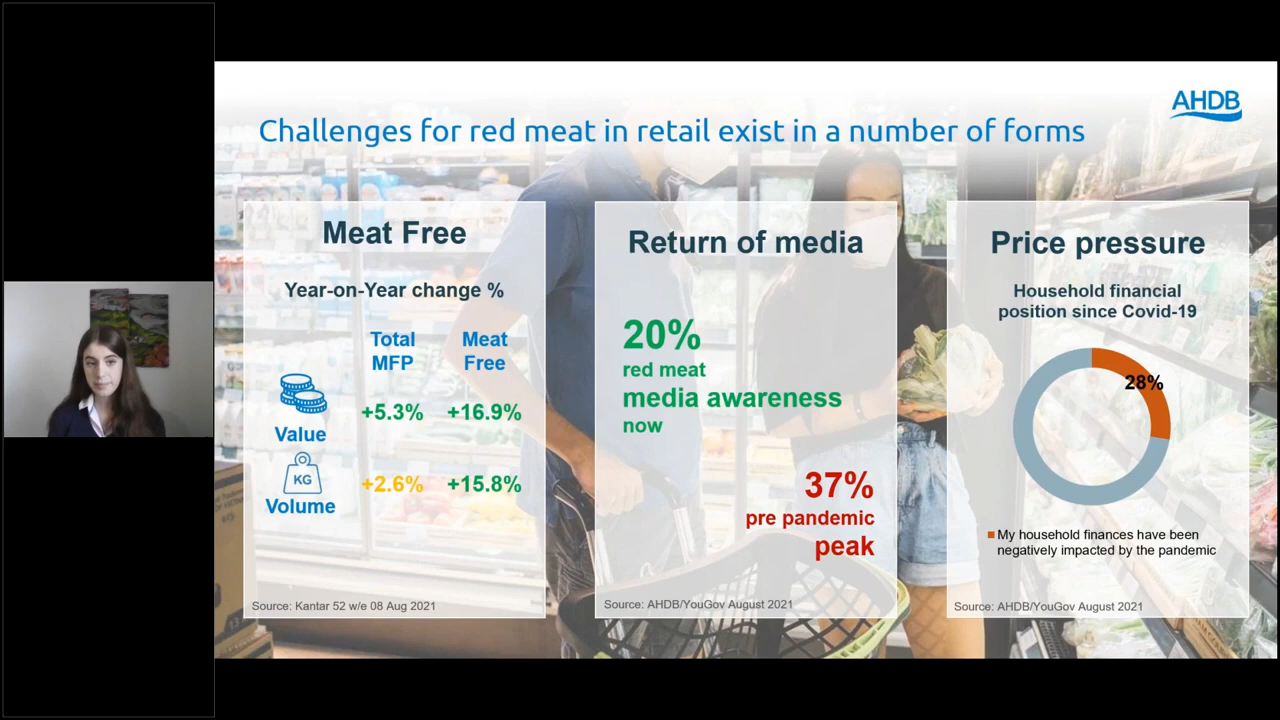 AHDB
Challenges for red meat in retail exist in a number of forms
Meat Free
Year-on-Year change %
Total
MFP
Meat
Free
Value
+5.3%
+16.9%
KG
Volume
+2.6%
+15.8%
Source: Kantar 52 w/e 08 Aug 2021
Return of media
20%
red meat
media awareness
now
37%
pre pandemic
peak
Source: AHDB/YouGov August 2021
Price pressure
Household financial
position since Covid-19
28%
My household finances have been
negatively impacted by the pandemic
Source: AHDB/YouGov August 2021